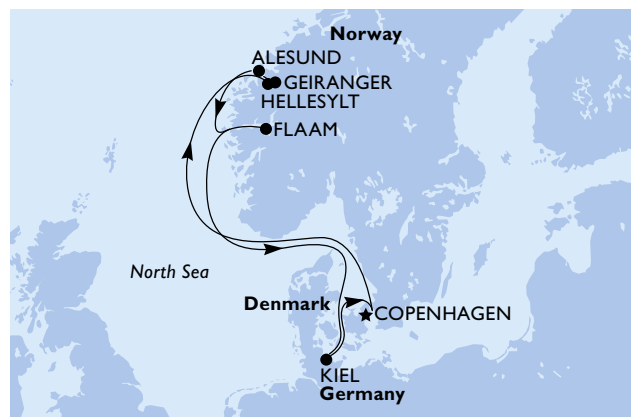 Norway
ALESUND
GEIRANGER
HELLESYLT
FLAAM
North Sea
Denmark
COPENHAGEN
KIEL
Germany